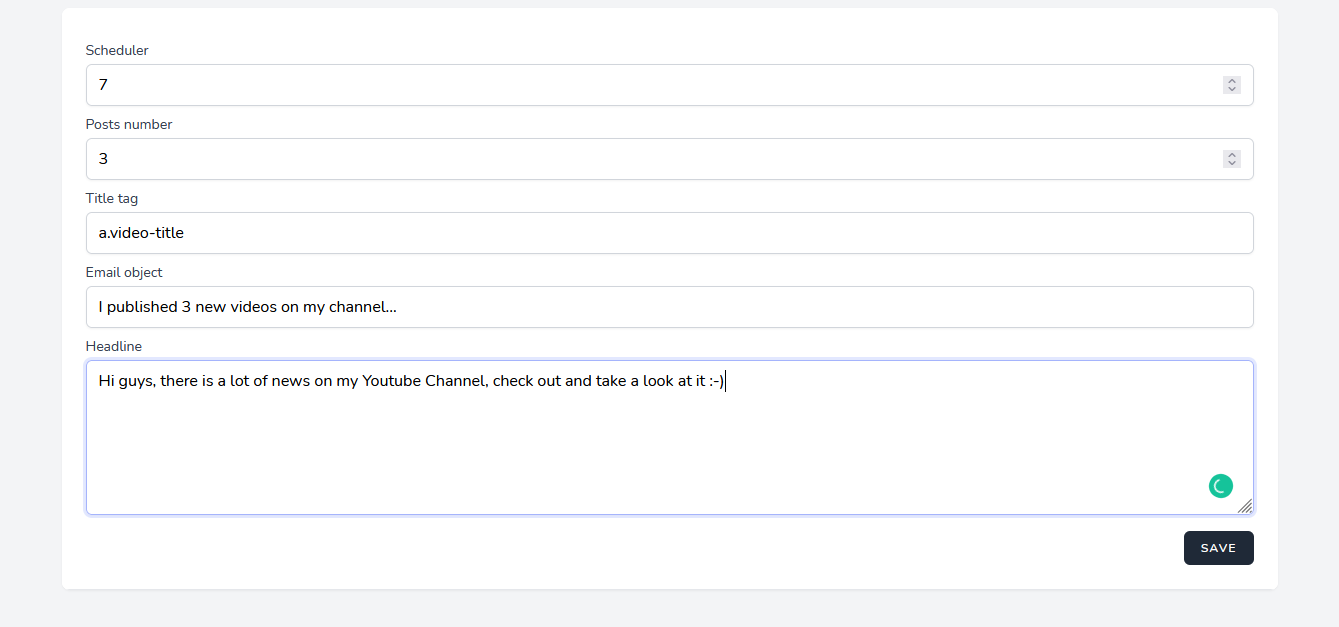 Scheduler
7
Posts number
3
Title tag
a.video-title
Email object
I published 3 new videos on my channel...
Headline
Hi guys, there is a lot of news on my Youtube Channel, check out and take a look at it :-)
SAVE